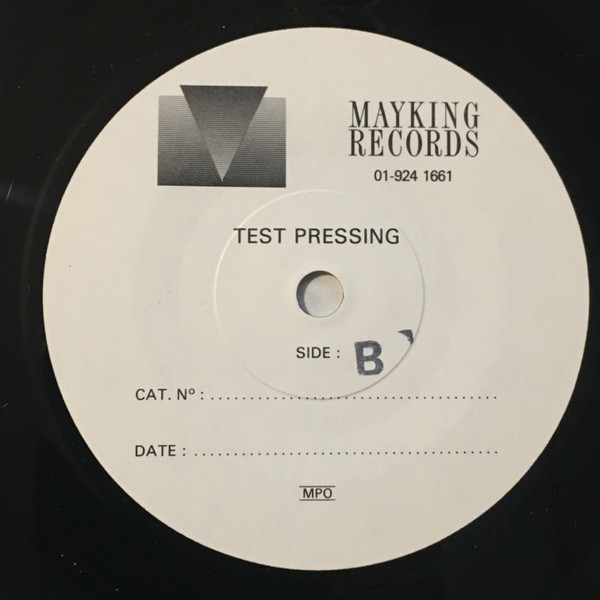 MAYKING
RECORDS
01-924 1661
TEST PRESSING
SIDE : B
CAT. Nº : ......................................
DATE : ........................................
MPO